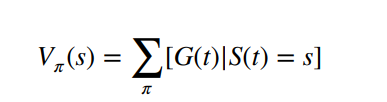 V_π(s) = ∑_π [G(t)|S(t) = s]